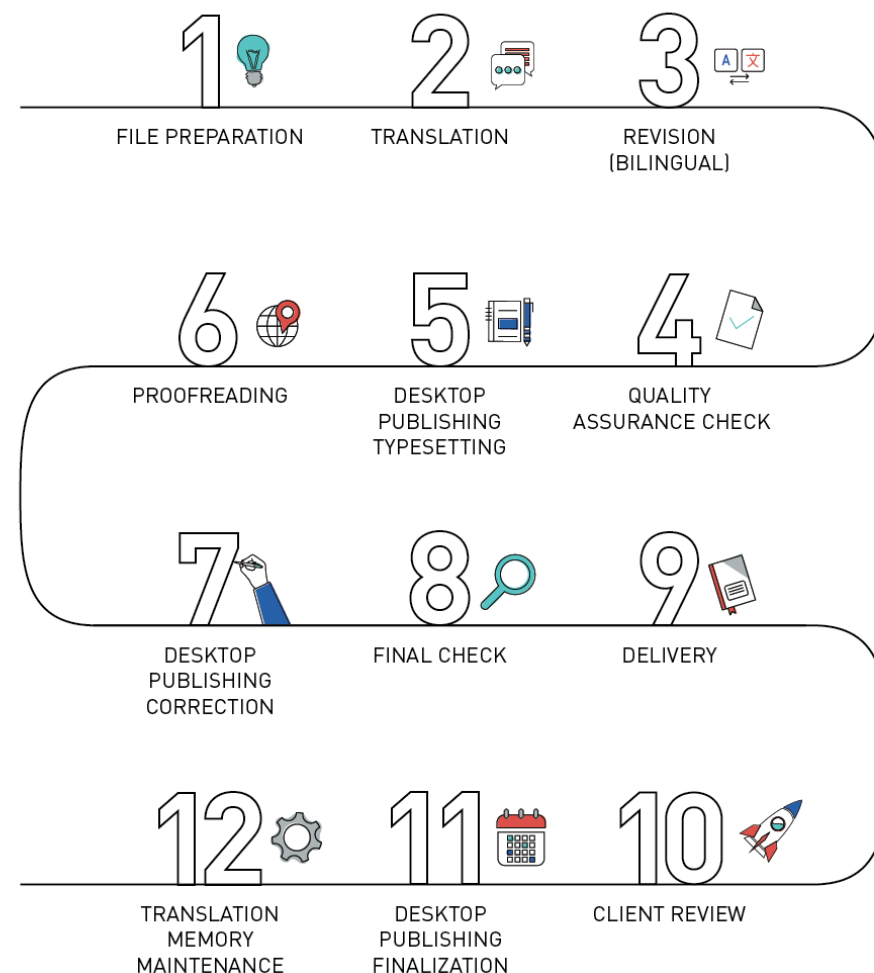 1
FILE PREPARATION
2
TRANSLATION
3
A 文
REVISION
(BILINGUAL)
4
QUALITY
ASSURANCE CHECK
5
DESKTOP
PUBLISHING
TYPESETTING
6
PROOFREADING
7
DESKTOP
PUBLISHING
CORRECTION
8
FINAL CHECK
9
DELIVERY
10
CLIENT REVIEW
11
DESKTOP
PUBLISHING
FINALIZATION
12
TRANSLATION
MEMORY
MAINTENANCE